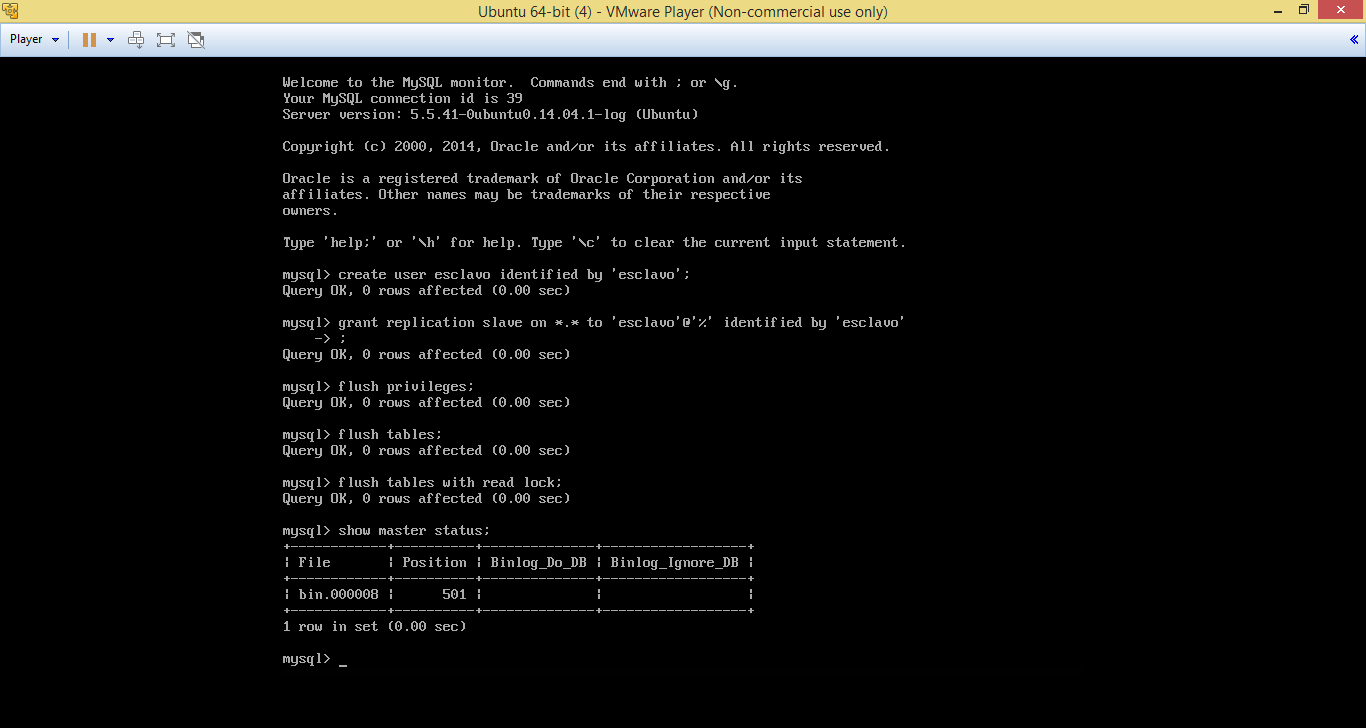 Ubuntu 64-bit (4) - VMware Player (Non-commercial use only)
Player
Welcome to the MySQL monitor.  Commands end with ; or \g.
Your MySQL connection id is 39
Server version: 5.5.41-0ubuntu0.14.04.1-log (Ubuntu)
Copyright (c) 2000, 2014, Oracle and/or its affiliates. All rights reserved.
Oracle is a registered trademark of Oracle Corporation and/or its
affiliates. Other names may be trademarks of their respective
owners.
Type 'help;' or '\h' for help. Type '\c' to clear the current input statement.
mysql> create user esclavo identified by 'esclavo';
Query OK, 0 rows affected (0.00 sec)
mysql> grant replication slave on *.* to 'esclavo'@'%' identified by 'esclavo'
    -> ;
Query OK, 0 rows affected (0.00 sec)
mysql> flush privileges;
Query OK, 0 rows affected (0.00 sec)
mysql> flush tables;
Query OK, 0 rows affected (0.00 sec)
mysql> flush tables with read lock;
Query OK, 0 rows affected (0.00 sec)
mysql> show master status;
+------------+----------+--------------+------------------+
| File       | Position | Binlog_Do_DB | Binlog_Ignore_DB |
+------------+----------+--------------+------------------+
| bin.000008 |      501 |              |                  |
+------------+----------+--------------+------------------+
1 row in set (0.00 sec)
mysql> _